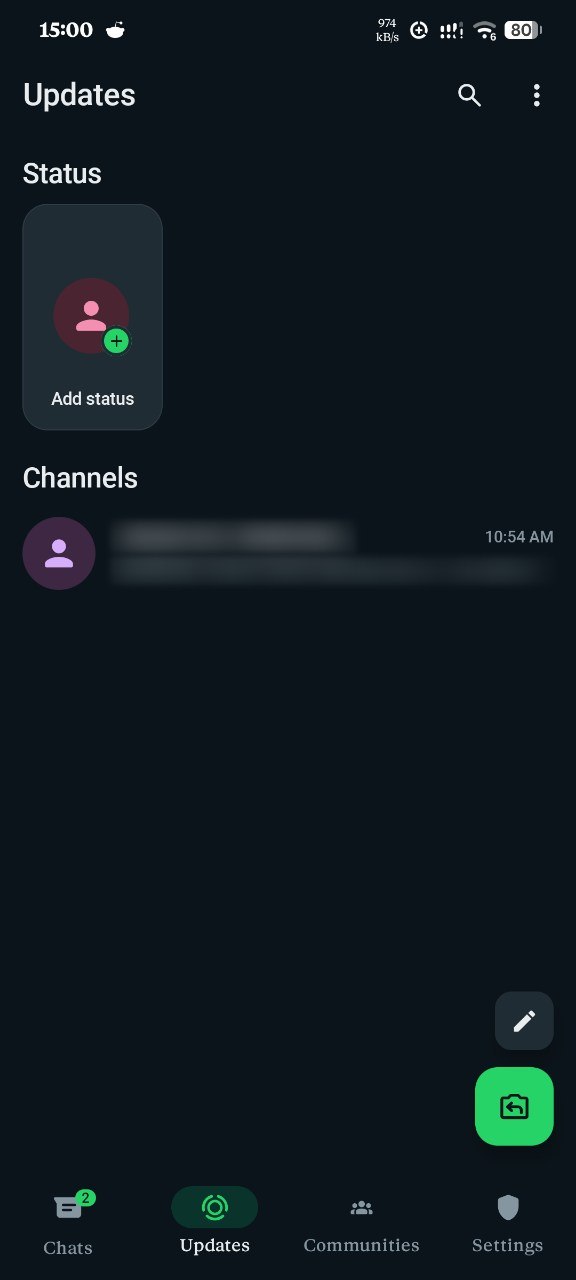 15:00
974
kB/s
6
80
Updates
Status
Add status
Channels
10:54 AM
2
Chats
Updates
Communities
Settings